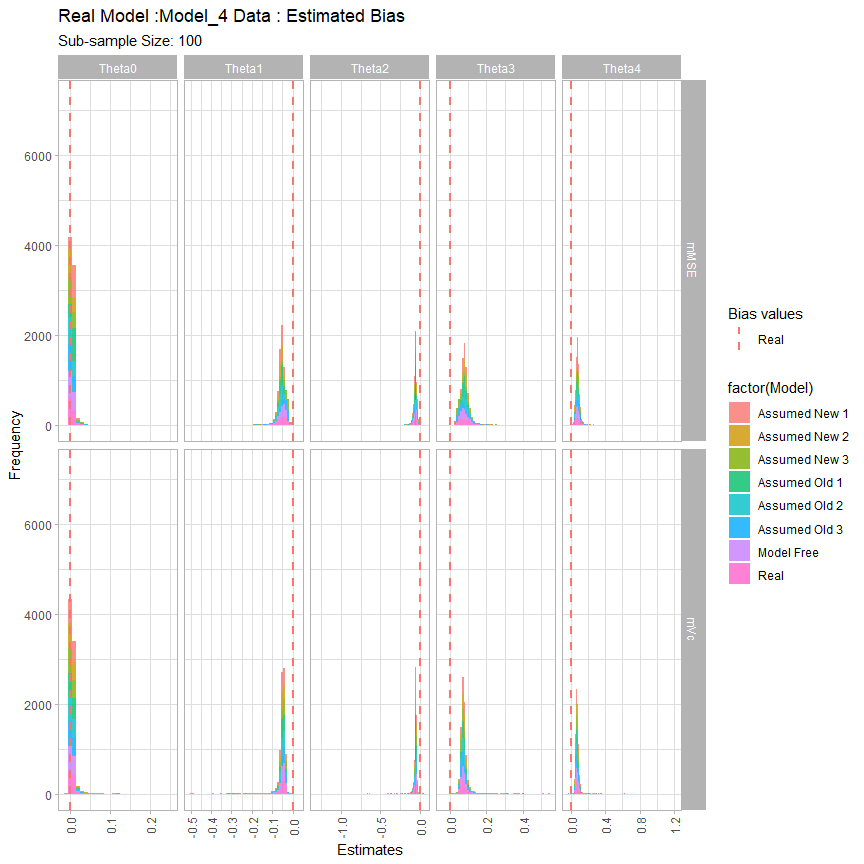 Real Model :Model_4 Data : Estimated Bias
Sub-sample Size: 100
Theta0 Theta1 Theta2 Theta3 Theta4
6000
4000
2000
0
mMSE
6000
4000
2000
0
mVc
Frequency
0.0 0.1 0.2 -0.5 -0.4 -0.3 -0.2 -0.1 0.0 -1.0 -0.5 0.0 0.0 0.2 0.4 0.0 0.4 0.8 1.2
Estimates
Bias values
Real
factor(Model)
Assumed New 1
Assumed New 2
Assumed New 3
Assumed Old 1
Assumed Old 2
Assumed Old 3
Model Free
Real